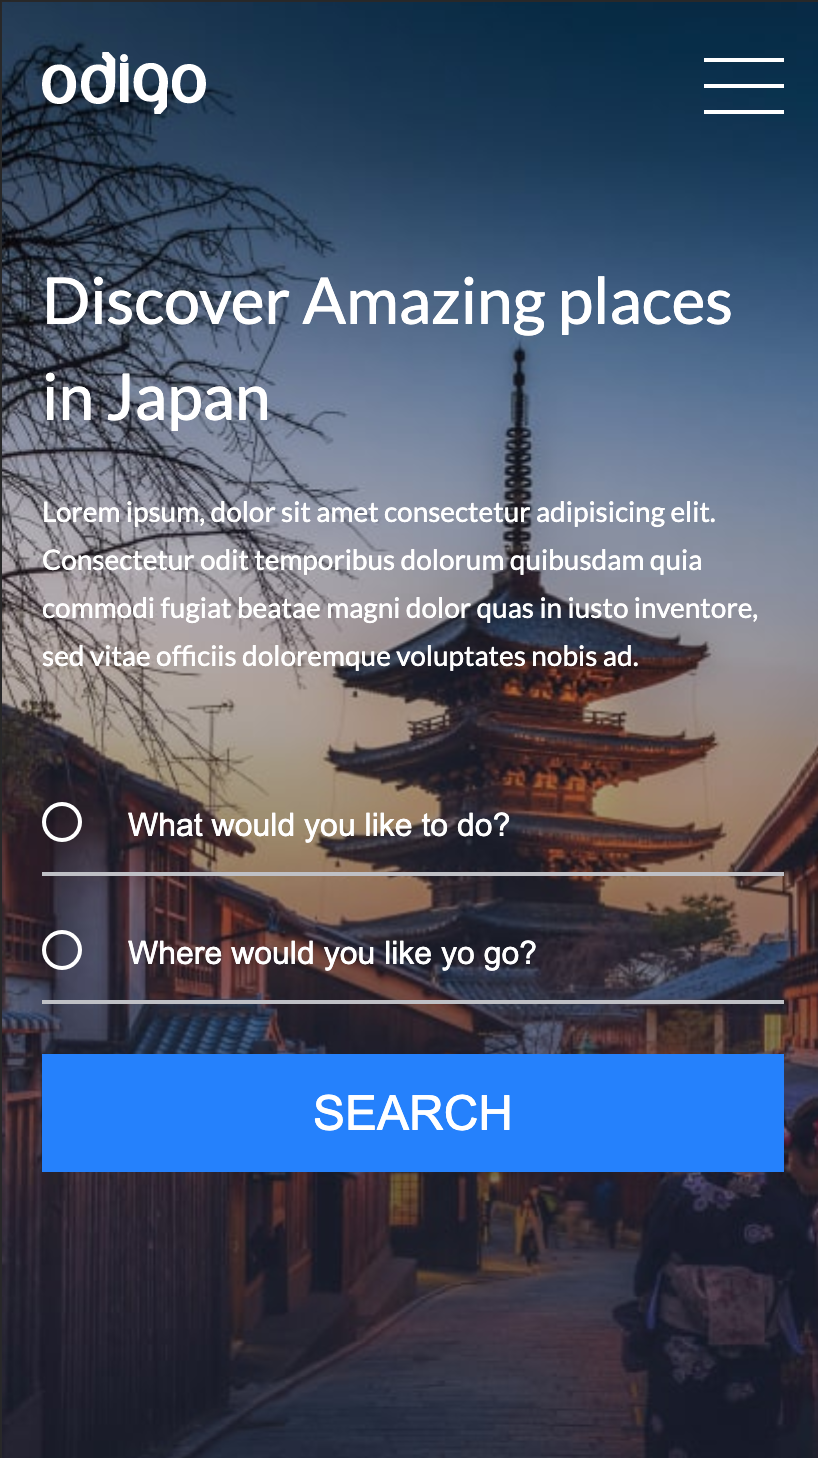 odigo
Discover Amazing places
in Japan
Lorem ipsum, dolor sit amet consectetur adipisicing elit.
Consectetur odit temporibus dolorum quibusdam quia
commodi fugiat beatae magni dolor quas in iusto inventore,
sed vitae officiis doloremque voluptates nobis ad.
What would you like to do?
Where would you like yo go?
SEARCH